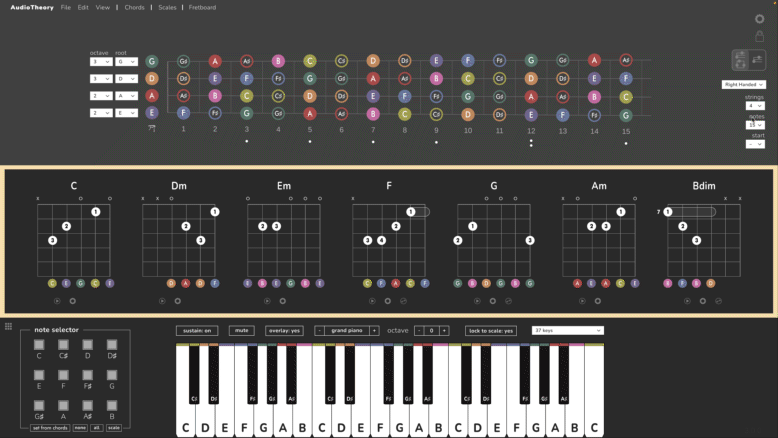 AudioTheory File Edit View | Chords | Scales | Fretboard
octave root
3 G G G♯ A A♯ B C C♯ D D♯ E F F♯ G G♯ A A♯
3 D D D♯ E F F♯ G G♯ A A♯ B C C♯ D D♯ E F
2 A A A♯ B C C♯ D D♯ E F F♯ G G♯ A A♯ B C
2 E E F F♯ G G♯ A A♯ B C C♯ D D♯ E F F♯ G
1 2 3 4 5 6 7 8 9 10 11 12 13 14 15
Right Handed
strings
4
notes
15
start
--
C Dm Em F G Am Bdim
X O O X X O O O O O X O O O X O O X X
1 1 1 7 1 1
2 2 2 3 2 1 2 3 2
3 3 3 4 2 3 3
C E G C E D A D F E B E G B E C F A C F G B D G B G A E A C E B F B D
note selector
C C♯ D D♯
E F F♯ G
G♯ A A♯ B
set from chords none all scale
sustain: on mute overlay: yes - grand piano + octave - 0 + lock to scale: yes 37 keys
C♯ D♯ F♯ G♯ A♯ C♯ D♯ F♯ G♯ A♯ C♯ D♯ F♯ G♯ A♯
C D E F G A B C D E F G A B C D E F G A B C